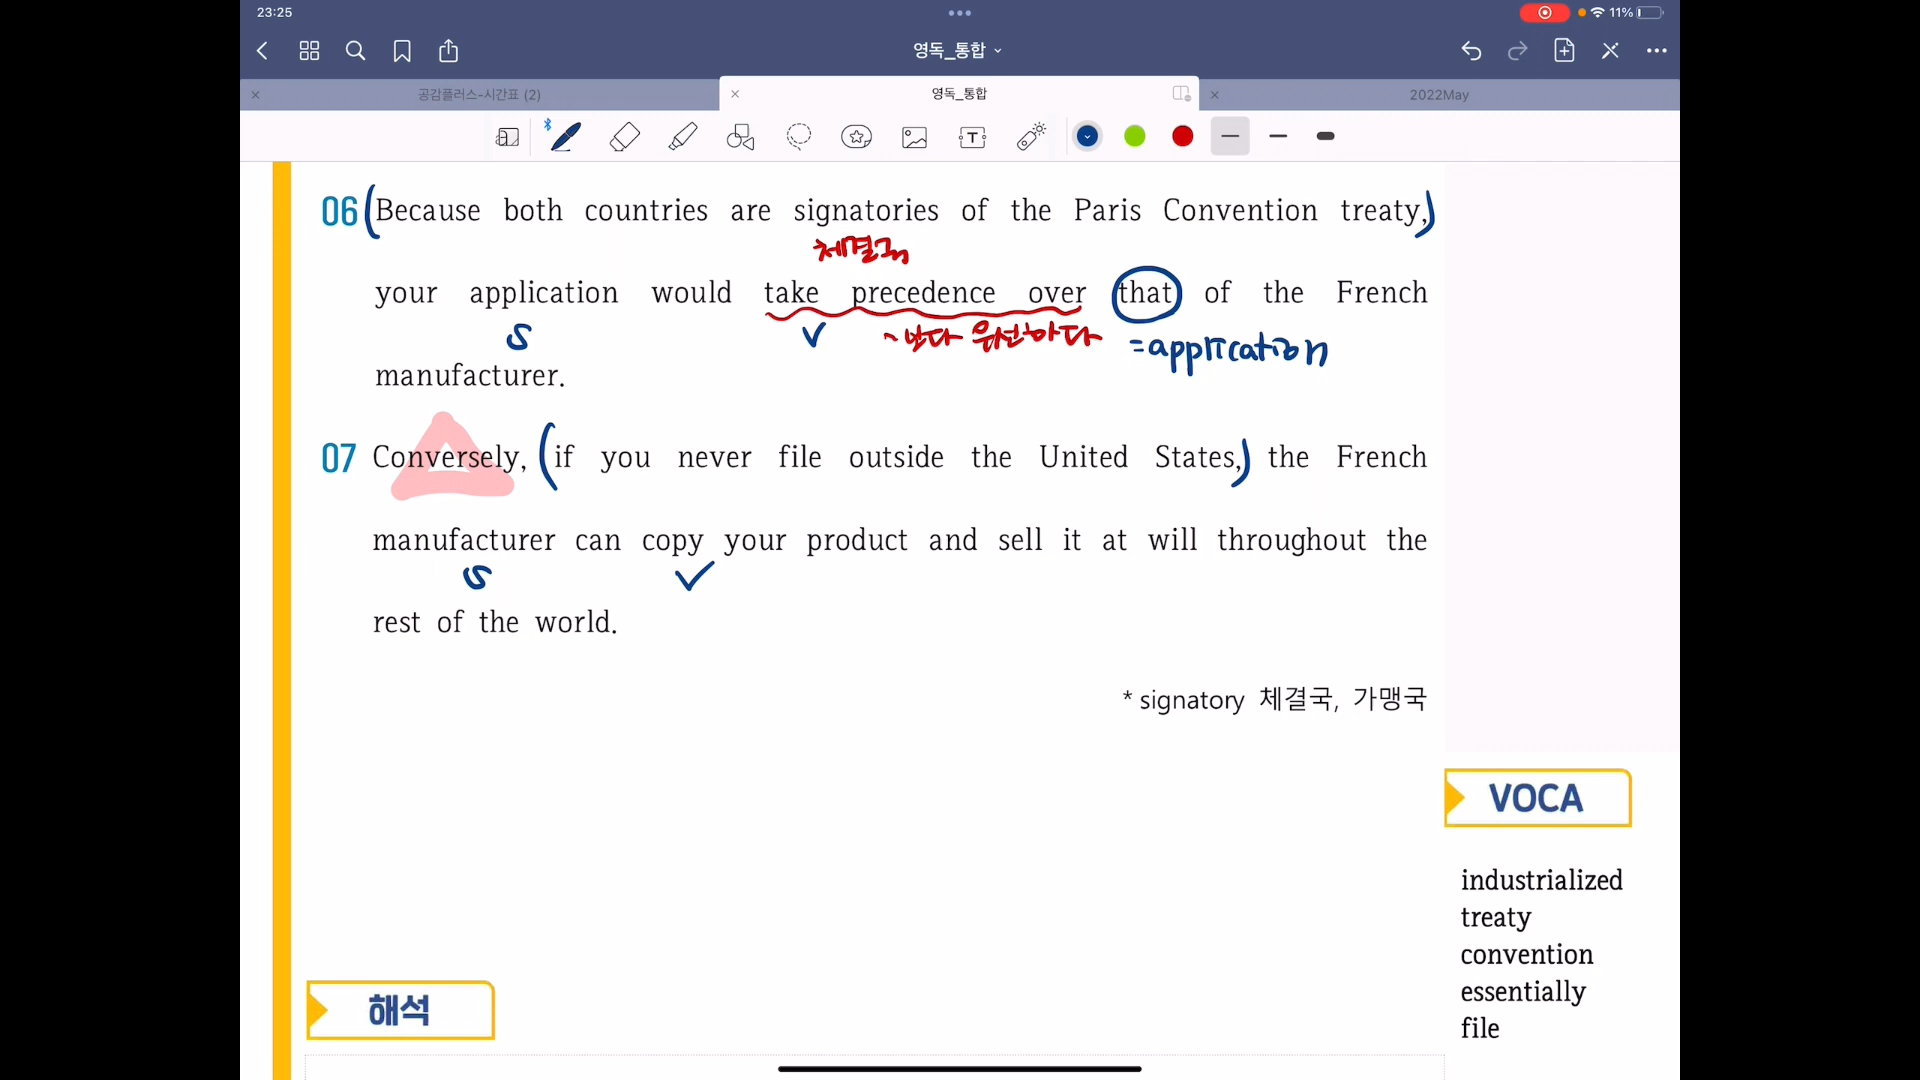 23:25
11%
영독_통합
공감플러스-시간표 (2)
영독_통합
2022May
06 (Because both countries are signatories of the Paris Convention treaty,)
체결국
your application would take precedence over that of the French
S
V
~보다 우선하다
=application
manufacturer.
07 Conversely, (if you never file outside the United States,) the French
manufacturer can copy your product and sell it at will throughout the
S
V
rest of the world.
* signatory 체결국, 가맹국
VOCA
industrialized
treaty
convention
essentially
file
해석